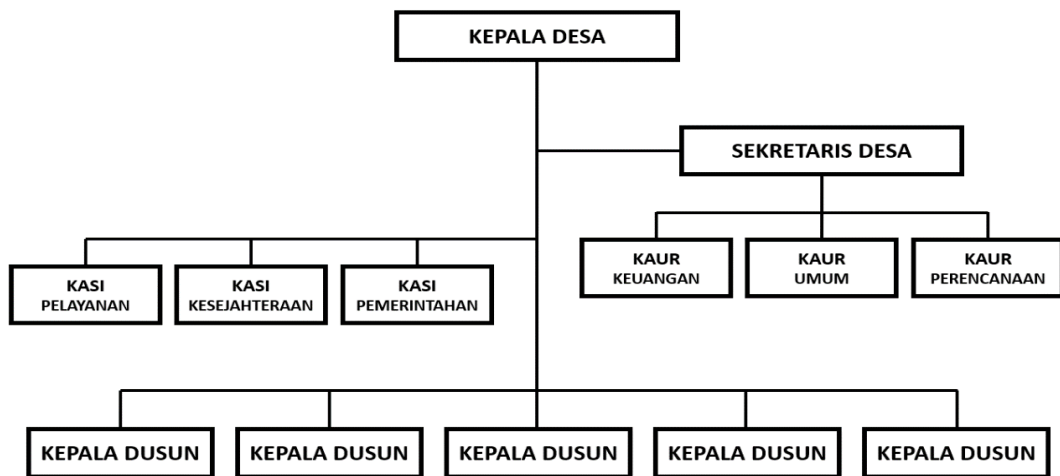 KEPALA DESA
SEKRETARIS DESA
KAUR
KEUANGAN
KAUR
UMUM
KAUR
PERENCANAAN
KASI
PELAYANAN
KASI
KESEJAHTERAAN
KASI
PEMERINTAHAN
KEPALA DUSUN
KEPALA DUSUN
KEPALA DUSUN
KEPALA DUSUN
KEPALA DUSUN